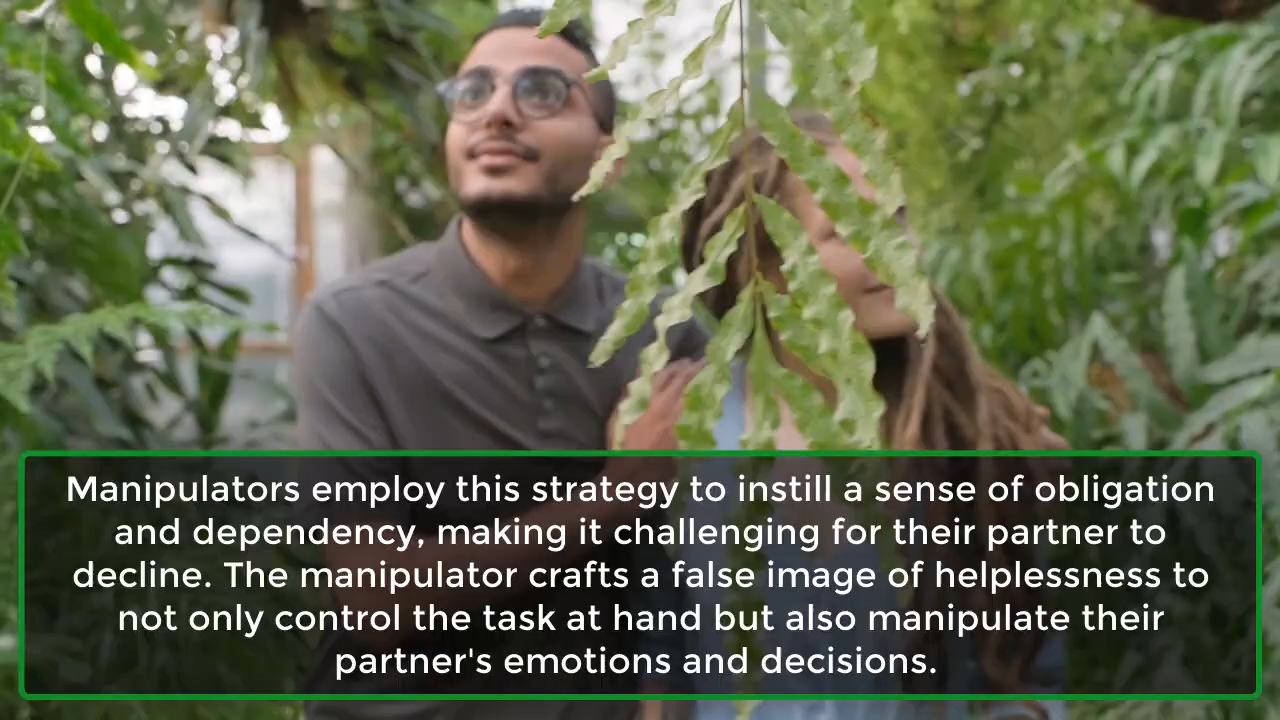 Manipulators employ this strategy to instill a sense of obligation
and dependency, making it challenging for their partner to
decline. The manipulator crafts a false image of helplessness to
not only control the task at hand but also manipulate their
partner's emotions and decisions.